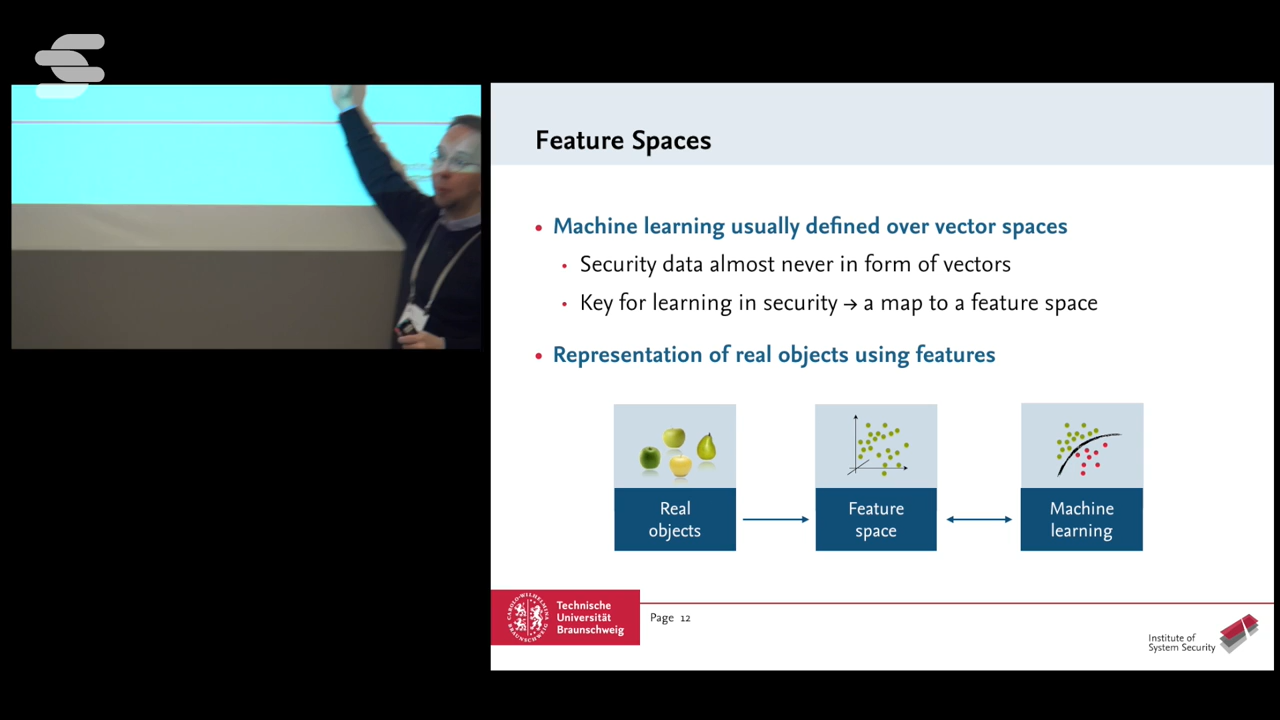 Feature Spaces
• Machine learning usually defined over vector spaces
• Security data almost never in form of vectors
• Key for learning in security → a map to a feature space
• Representation of real objects using features
Real
objects
Feature
space
Machine
learning
Technische
Universität
Braunschweig
Page 12
Institute of
System Security